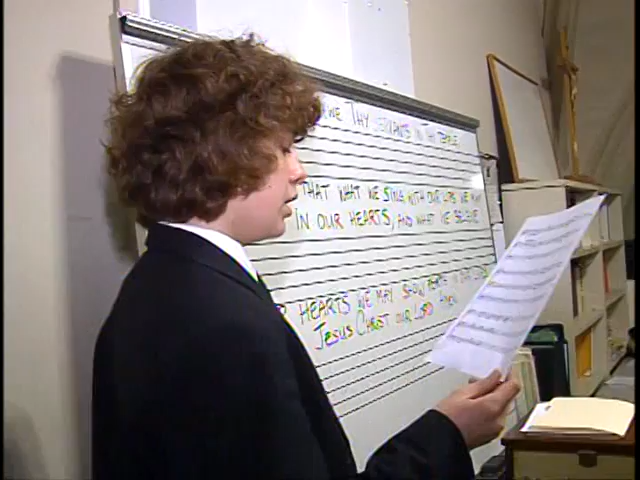 THY SERVANTS IN THY TEMPLE
THAT WHAT WE SING WITH OUR LIPS WE MAY
IN OUR HEARTS, AND WHAT WE BELIEVE
HEARTS WE MAY SHOW FORTH IN
JESUS CHRIST OUR LORD AMEN